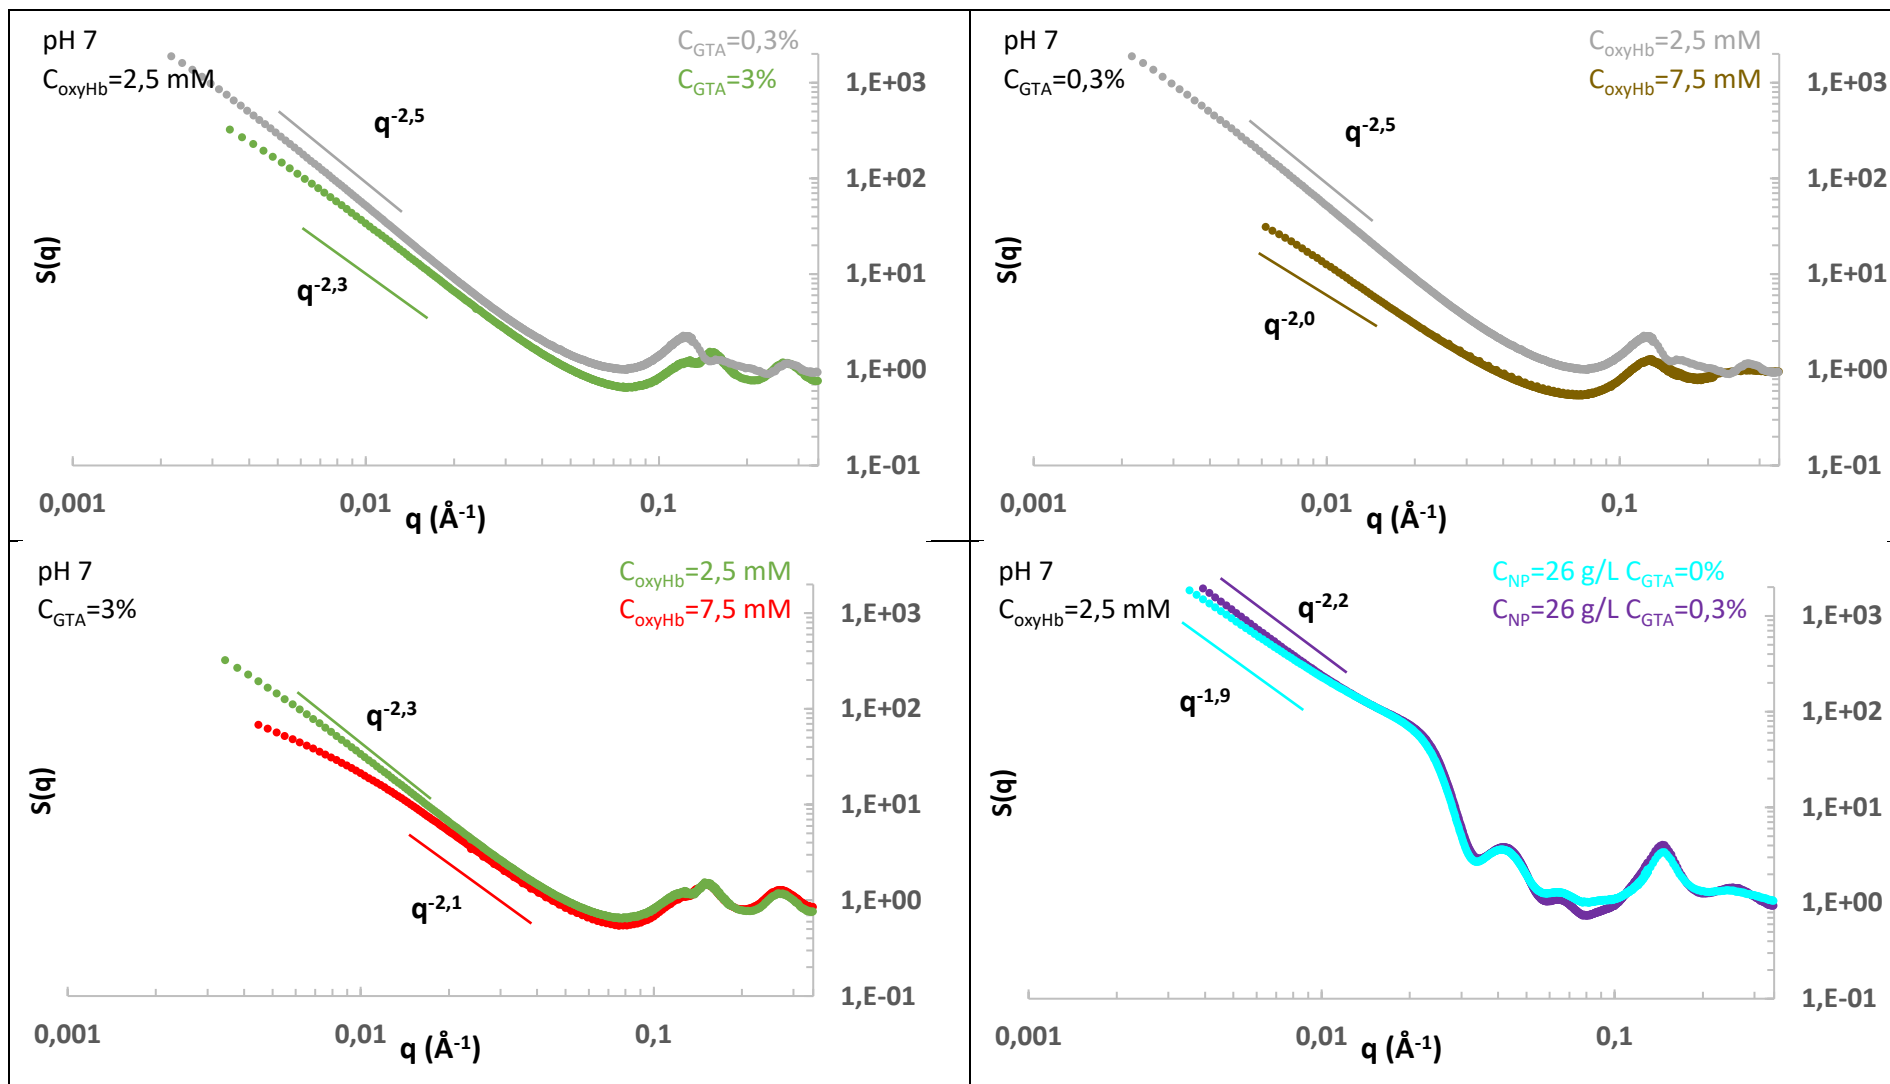 pH 7
C_GTA=0,3%
C_oxyHb=2,5 mM
C_GTA=3%
1,E+03
q^-2,5
1,E+02
S(q)
q^-2,3
1,E+01
1,E+00
1,E-01
0,001
0,01
0,1
q (Å^-1)
pH 7
C_oxyHb=2,5 mM
C_GTA=0,3%
C_oxyHb=7,5 mM
1,E+03
q^-2,5
1,E+02
S(q)
q^-2,0
1,E+01
1,E+00
1,E-01
0,001
0,01
0,1
q (Å^-1)
pH 7
C_oxyHb=2,5 mM
C_GTA=3%
C_oxyHb=7,5 mM
1,E+03
q^-2,3
1,E+02
S(q)
1,E+01
q^-2,1
1,E+00
1,E-01
0,001
0,01
0,1
q (Å^-1)
pH 7
C_NP=26 g/L C_GTA=0%
C_oxyHb=2,5 mM
C_NP=26 g/L C_GTA=0,3%
q^-2,2
1,E+03
q^-1,9
1,E+02
S(q)
1,E+01
1,E+00
1,E-01
0,001
0,01
0,1
q (Å^-1)